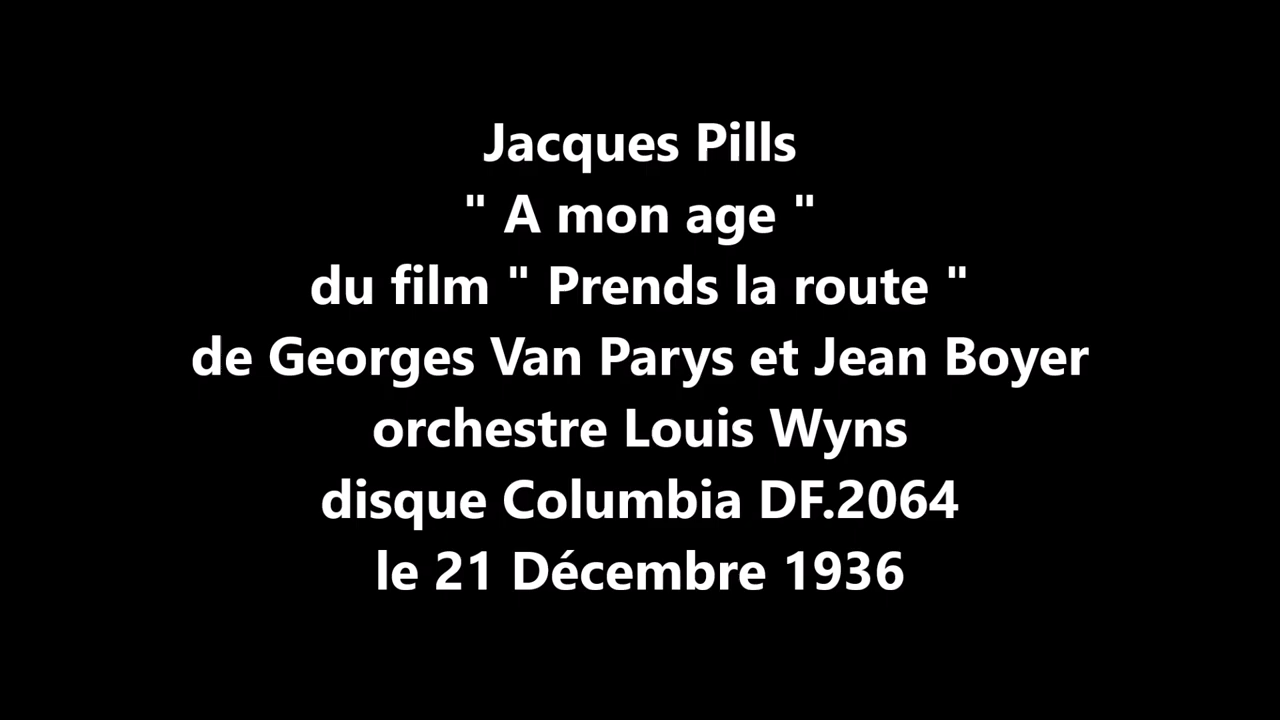 Jacques Pills
" A mon age "
du film " Prends la route "
de Georges Van Parys et Jean Boyer
orchestre Louis Wyns
disque Columbia DF.2064
le 21 Décembre 1936